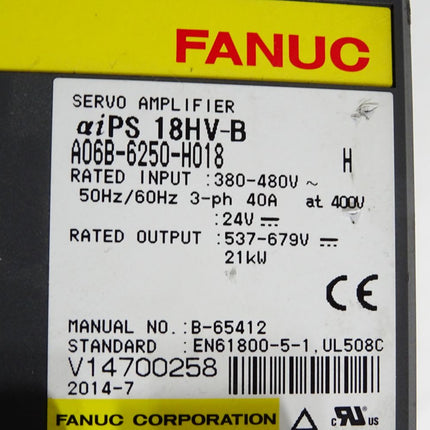 FANUC
SERVO AMPLIFIER
αiPS 18HV-B
A06B-6250-H018 H
RATED INPUT :380-480V ~
50Hz/60Hz 3-ph 40A at 400V
:24V ⎓
RATED OUTPUT :537-679V ⎓
21kW
CE
MANUAL NO.:B-65412
STANDARD :EN61800-5-1,UL508C
V14700258
2014-7
FANUC CORPORATION c RU US